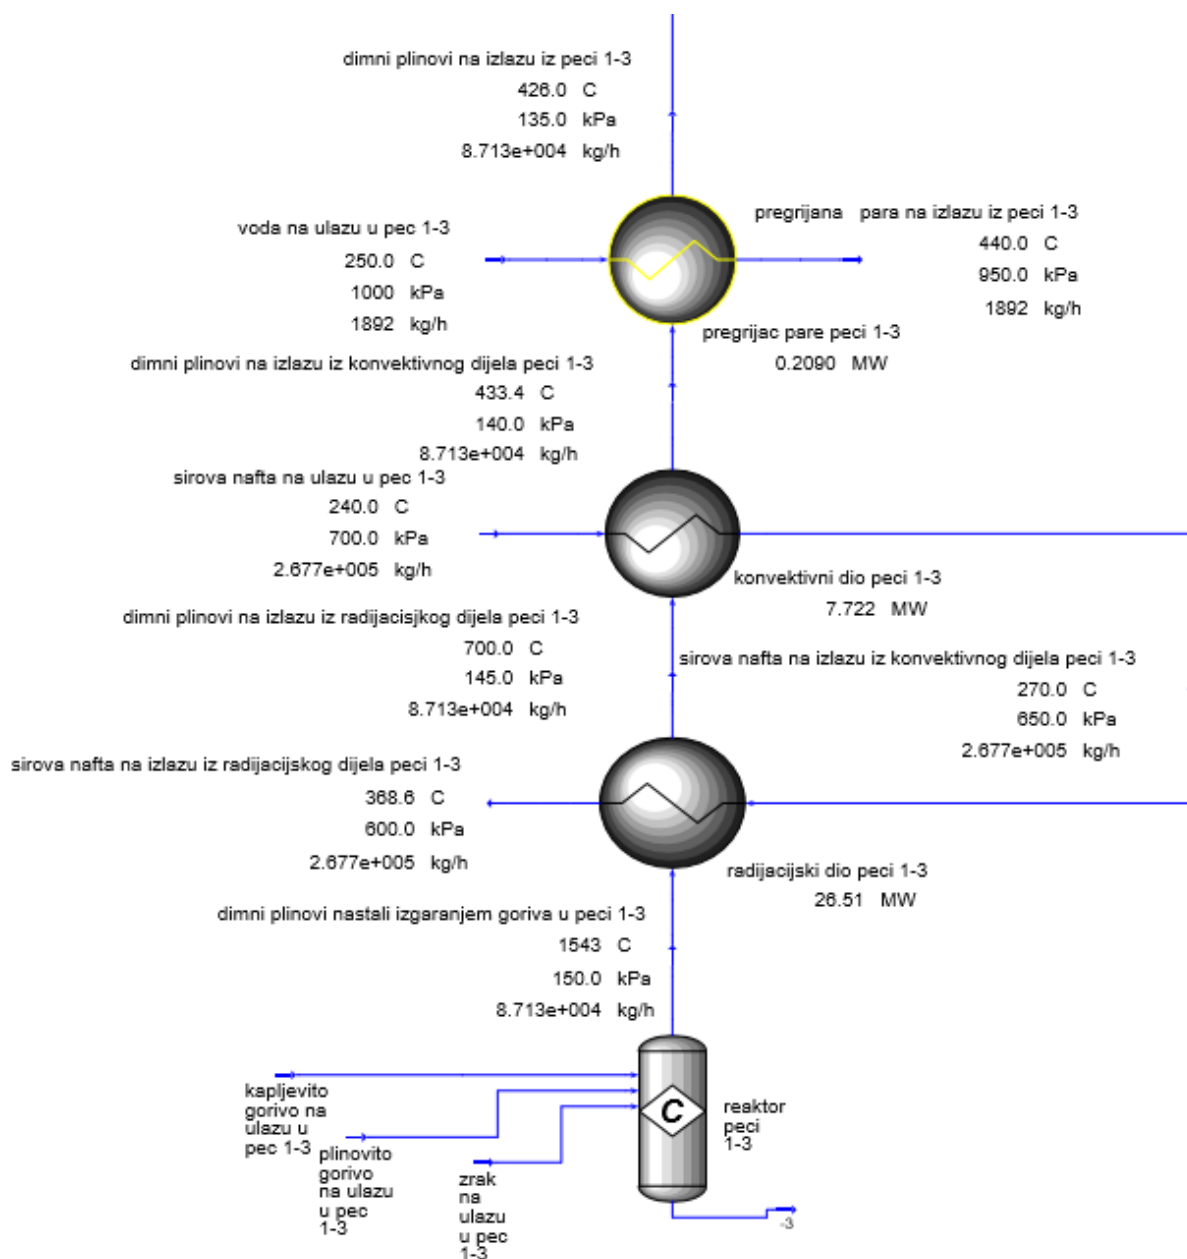 dimni plinovi na izlazu iz peci 1-3
426.0 C
135.0 kPa
8.713e+004 kg/h
voda na ulazu u pec 1-3
250.0 C
1000 kPa
1892 kg/h
pregrijana para na izlazu iz peci 1-3
440.0 C
950.0 kPa
1892 kg/h
pregrijac pare peci 1-3
0.2090 MW
dimni plinovi na izlazu iz konvektivnog dijela peci 1-3
433.4 C
140.0 kPa
8.713e+004 kg/h
sirova nafta na ulazu u pec 1-3
240.0 C
700.0 kPa
2.677e+005 kg/h
konvektivni dio peci 1-3
7.722 MW
dimni plinovi na izlazu iz radijacisjkog dijela peci 1-3
700.0 C
145.0 kPa
8.713e+004 kg/h
sirova nafta na izlazu iz konvektivnog dijela peci 1-3
270.0 C
650.0 kPa
2.677e+005 kg/h
sirova nafta na izlazu iz radijacijskog dijela peci 1-3
368.6 C
600.0 kPa
2.677e+005 kg/h
radijacijski dio peci 1-3
26.51 MW
dimni plinovi nastali izgaranjem goriva u peci 1-3
1543 C
150.0 kPa
8.713e+004 kg/h
kapljevito
gorivo na
ulazu u
pec 1-3
plinovito
gorivo
na ulazu
u pec
1-3
zrak
na
ulazu
u pec
1-3
C
reaktor
peci
1-3
-3